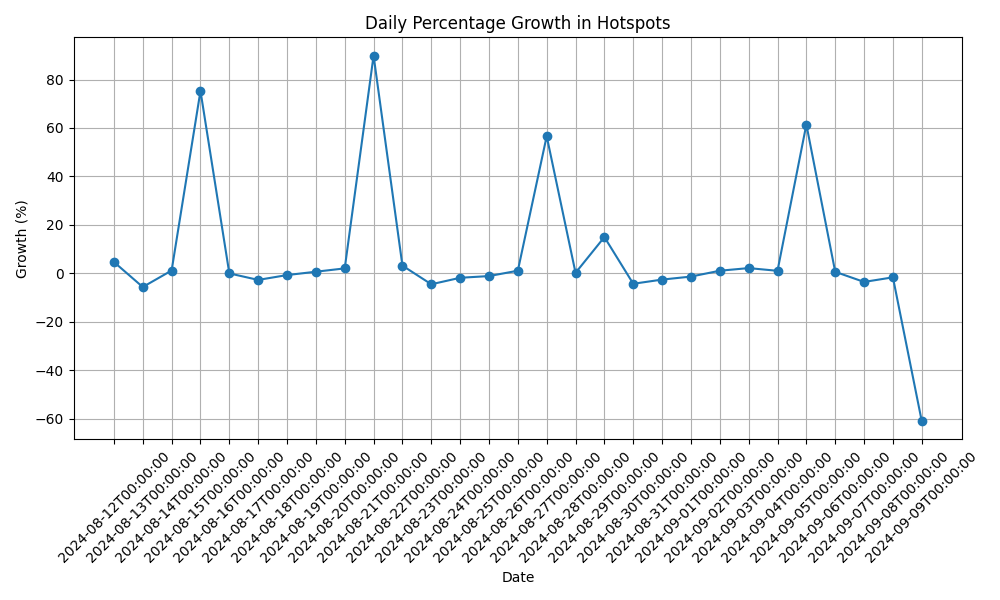 Daily Percentage Growth in Hotspots
Growth (%)
80
60
40
20
0
−20
−40
−60
2024-08-12T00:00:00
2024-08-13T00:00:00
2024-08-14T00:00:00
2024-08-15T00:00:00
2024-08-16T00:00:00
2024-08-17T00:00:00
2024-08-18T00:00:00
2024-08-19T00:00:00
2024-08-20T00:00:00
2024-08-21T00:00:00
2024-08-22T00:00:00
2024-08-23T00:00:00
2024-08-24T00:00:00
2024-08-25T00:00:00
2024-08-26T00:00:00
2024-08-27T00:00:00
2024-08-28T00:00:00
2024-08-29T00:00:00
2024-08-30T00:00:00
2024-08-31T00:00:00
2024-09-01T00:00:00
2024-09-02T00:00:00
2024-09-03T00:00:00
2024-09-04T00:00:00
2024-09-05T00:00:00
2024-09-06T00:00:00
2024-09-07T00:00:00
2024-09-08T00:00:00
2024-09-09T00:00:00
Date